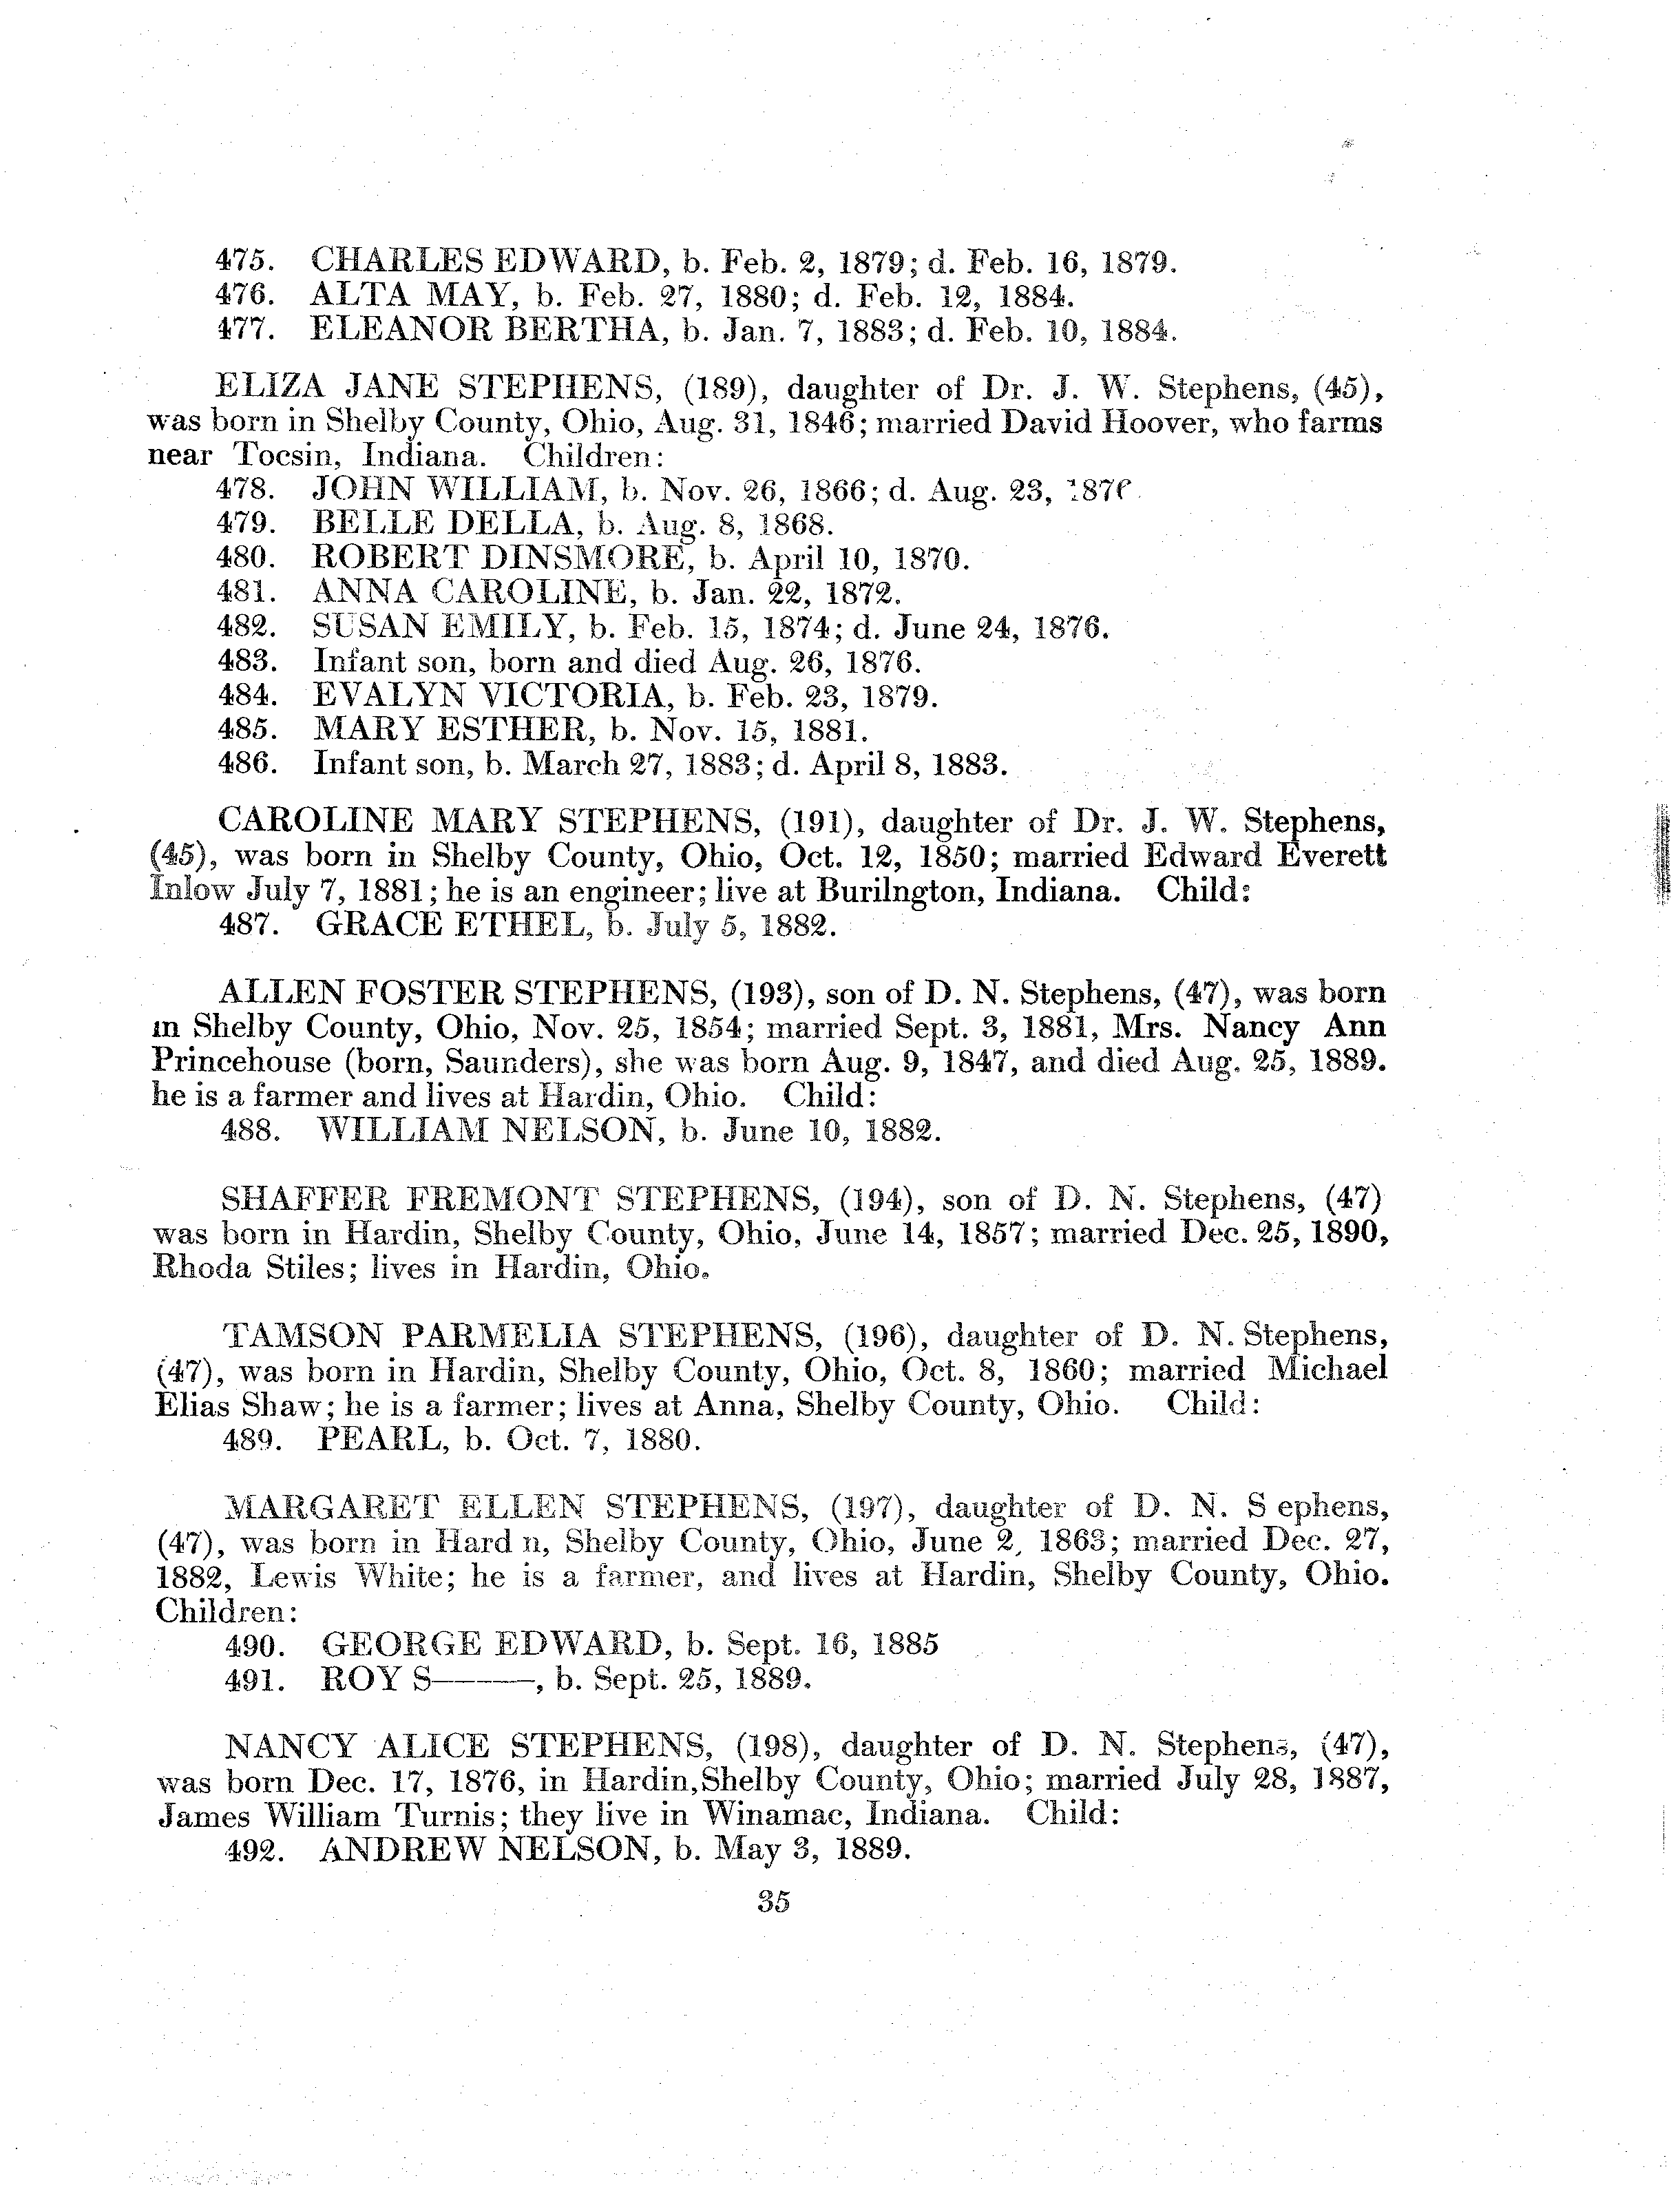 475. CHARLES EDWARD, b. Feb. 2, 1879; d. Feb. 16, 1879.
476. ALTA MAY, b. Feb. 27, 1880; d. Feb. 12, 1884.
477. ELEANOR BERTHA, b. Jan. 7, 1883; d. Feb. 10, 1884.
ELIZA JANE STEPHENS, (189), daughter of Dr. J. W. Stephens, (45),
was born in Shelby County, Ohio, Aug. 31, 1846; married David Hoover, who farms
near Tocsin, Indiana. Children:
478. JOHN WILLIAM, b. Nov. 26, 1866; d. Aug. 23,
479. BELLE DELLA, b. Aug. 8, 1868.
480. ROBERT DINSMORE, b. April 10, 1870.
481. ANNA CAROLINE, b. Jan. 22, 1872.
482. SUSAN EMILY, b. Feb. 15, 1874; d. June 24, 1876.
483. Infant son, born and died Aug. 26, 1876.
484. EVALYN VICTORIA, b. Feb. 23, 1879.
485. MARY ESTHER, b. Nov. 15, 1881.
486. Infant son, b. March 27, 1883; d. April 8, 1883.
CAROLINE MARY STEPHENS, (191), daughter of Dr. J. W. Stephens,
(45), was born in Shelby County, Ohio, Oct. 12, 1850; married Edward Everett
Inlow July 7, 1881; he is an engineer; live at Burilngton, Indiana. Child:
487. GRACE ETHEL, b. July 5, 1882.
ALLEN FOSTER STEPHENS, (193), son of D. N. Stephens, (47), was born
in Shelby County, Ohio, Nov. 25, 1854; married Sept. 3, 1881, Mrs. Nancy Ann
Princehouse (born, Saunders), she was born Aug. 9, 1847, and died Aug. 25, 1889.
he is a farmer and lives at Hardin, Ohio. Child:
488. WILLIAM NELSON, b. June 10, 1882.
SHAFFER FREMONT STEPHENS, (194), son of D. N. Stephens, (47)
was born in Hardin, Shelby County, Ohio, June 14, 1857; married Dec. 25, 1890,
Rhoda Stiles; lives in Hardin, Ohio.
TAMSON PARMELIA STEPHENS, (196), daughter of D. N. Stephens,
(47), was born in Hardin, Shelby County, Ohio, Oct. 8, 1860; married Michael
Elias Shaw; he is a farmer; lives at Anna, Shelby County, Ohio. Child:
489. PEARL, b. Oct. 7, 1880.
MARGARET ELLEN STEPHENS, (197), daughter of D. N. S ephens,
(47), was born in Hard n, Shelby County, Ohio, June 2, 1863; married Dec. 27,
1882, Lewis White; he is a farmer, and lives at Hardin, Shelby County, Ohio.
Children:
490. GEORGE EDWARD, b. Sept. 16, 1885
491. ROY S———, b. Sept. 25, 1889.
NANCY ALICE STEPHENS, (198), daughter of D. N. Stephens, (47),
was born Dec. 17, 1876, in Hardin,Shelby County, Ohio; married July 28, 1887,
James William Turnis; they live in Winamac, Indiana. Child:
492. ANDREW NELSON, b. May 3, 1889.
35